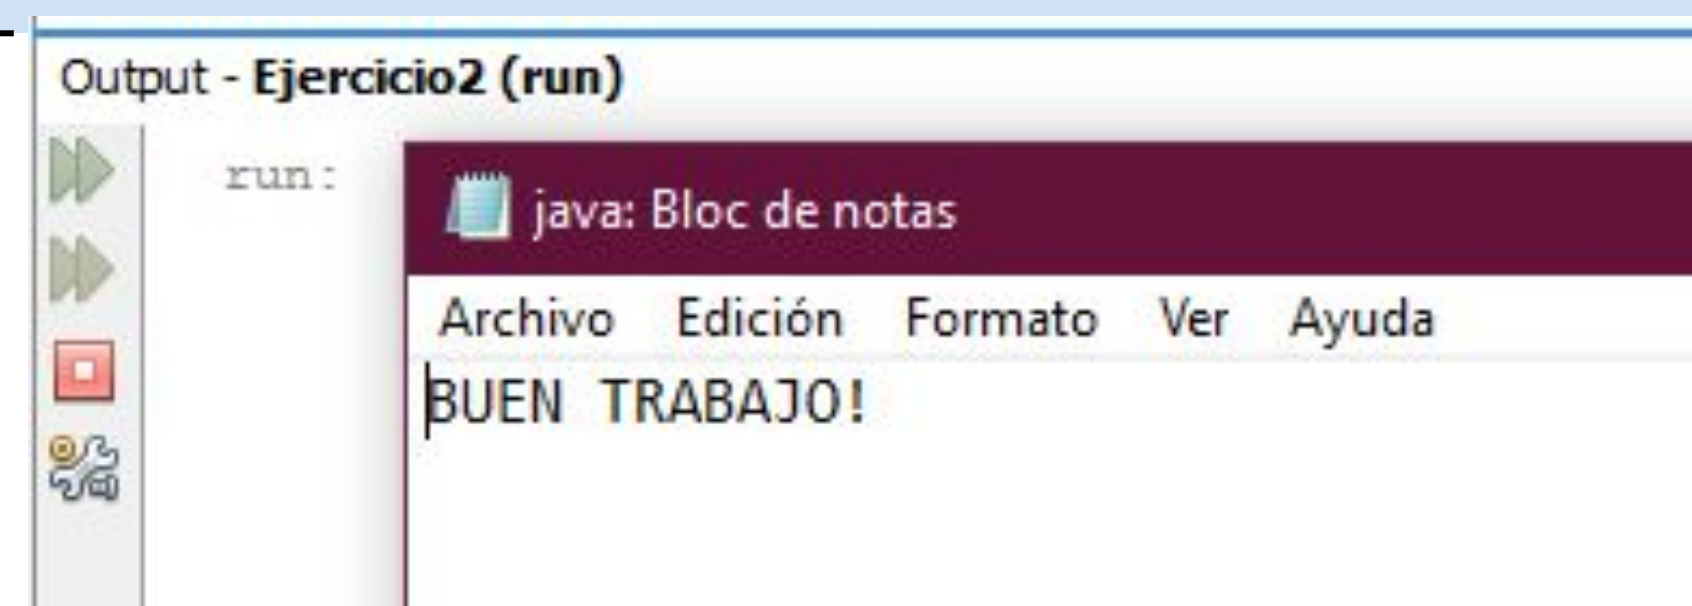 Output - Ejercicio2 (run)
run:
java: Bloc de notas
Archivo Edición Formato Ver Ayuda
BUEN TRABAJO!